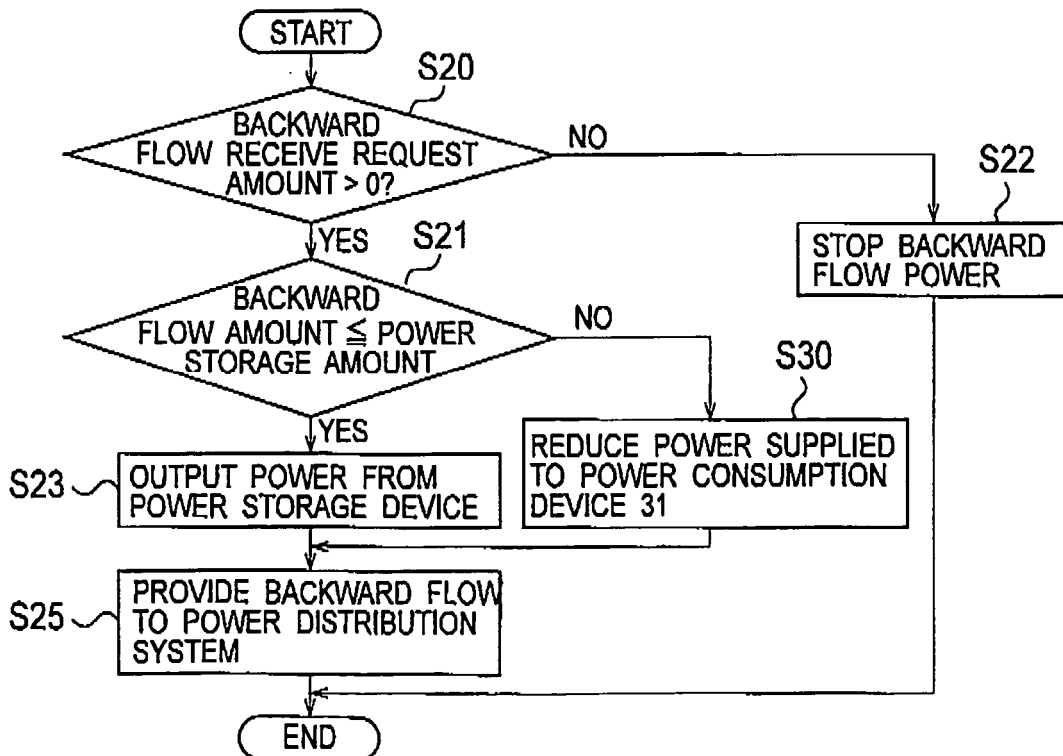 START
S20
BACKWARD
FLOW RECEIVE REQUEST
AMOUNT > 0?
NO
YES
S22
STOP BACKWARD
FLOW POWER
S21
BACKWARD
FLOW AMOUNT ≦ POWER
STORAGE AMOUNT
NO
YES
S30
REDUCE POWER SUPPLIED
TO POWER CONSUMPTION
DEVICE 31
S23
OUTPUT POWER FROM
POWER STORAGE DEVICE
S25
PROVIDE BACKWARD FLOW
TO POWER DISTRIBUTION
SYSTEM
END